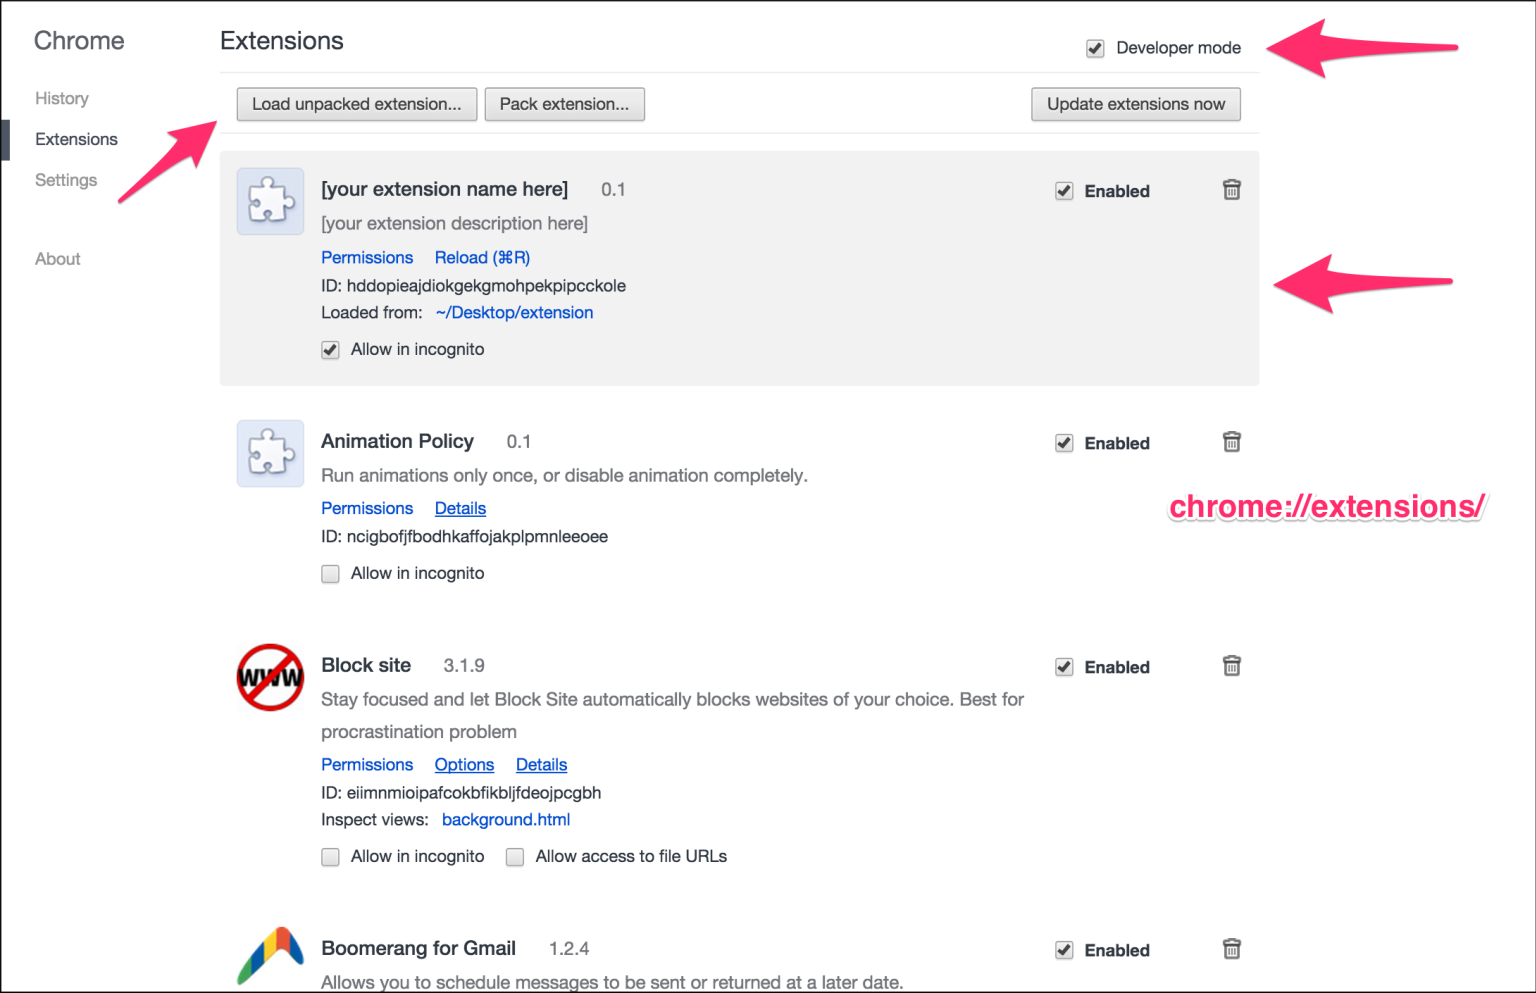 Chrome
Extensions
Developer mode
History
Extensions
Settings
About
Load unpacked extension...
Pack extension...
Update extensions now
[your extension name here] 0.1
Enabled
[your extension description here]
Permissions Reload (⌘R)
ID: hddopieajdiokgekgmohpekpipcckole
Loaded from: ~/Desktop/extension
Allow in incognito
Animation Policy 0.1
Enabled
Run animations only once, or disable animation completely.
Permissions Details
chrome://extensions/
ID: ncigbofjfbodhkaffojakplpmnleeoee
Allow in incognito
WWW
Block site 3.1.9
Enabled
Stay focused and let Block Site automatically blocks websites of your choice. Best for
procrastination problem
Permissions Options Details
ID: eiimnmioipafcokbfikbljfdeojpcgbh
Inspect views: background.html
Allow in incognito Allow access to file URLs
Boomerang for Gmail 1.2.4
Enabled
Allows you to schedule messages to be sent or returned at a later date.